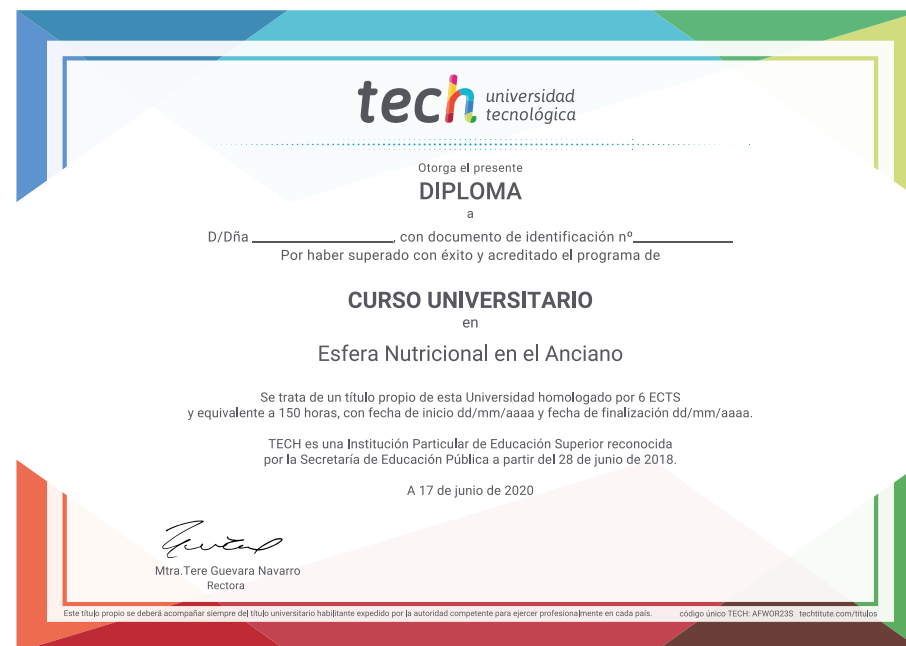 tech universidad
tecnológica
Otorga el presente
DIPLOMA
a
D/Dña ____________________, con documento de identificación nº______________
Por haber superado con éxito y acreditado el programa de
CURSO UNIVERSITARIO
en
Esfera Nutricional en el Anciano
Se trata de un título propio de esta Universidad homologado por 6 ECTS
y equivalente a 150 horas, con fecha de inicio dd/mm/aaaa y fecha de finalización dd/mm/aaaa.
TECH es una Institución Particular de Educación Superior reconocida
por la Secretaría de Educación Pública a partir del 28 de junio de 2018.
A 17 de junio de 2020
Mtra.Tere Guevara Navarro
Rectora
Este título propio se deberá acompañar siempre del título universitario habilitante expedido por la autoridad competente para ejercer profesionalmente en cada país. código único TECH: AFWOR23S techtitute.com/titulos